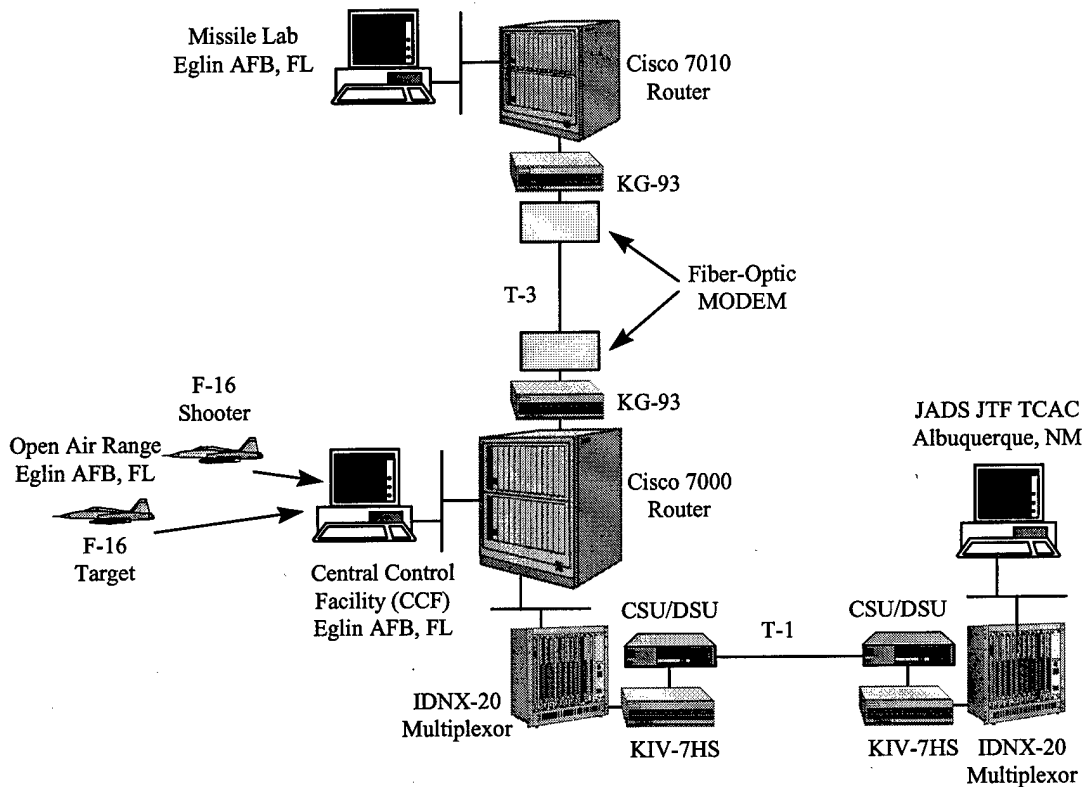 Missile Lab
Eglin AFB, FL
Cisco 7010
Router
KG-93
Fiber-Optic
MODEM
T-3
KG-93
F-16
Shooter
Open Air Range
Eglin AFB, FL
F-16
Target
Central Control
Facility (CCF)
Eglin AFB, FL
Cisco 7000
Router
JADS JTF TCAC
Albuquerque, NM
CSU/DSU
T-1
CSU/DSU
IDNX-20
Multiplexor
KIV-7HS
KIV-7HS
IDNX-20
Multiplexor